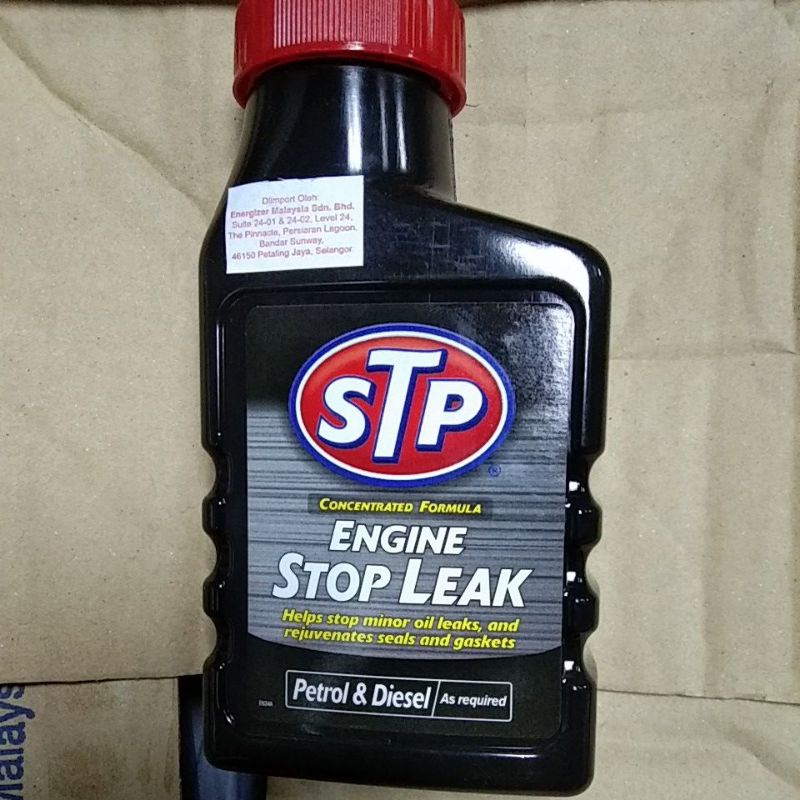 Diimport Oleh:
Energizer Malaysia Sdn. Bhd.
Suite 24-01 & 24-02, Level 24,
The Pinnacle, Persiaran Lagoon,
Bandar Sunway,
46150 Petaling Jaya, Selangor.
STP
®
CONCENTRATED FORMULA
ENGINE
STOP LEAK
Helps stop minor oil leaks, and
rejuvenates seals and gaskets
Petrol & Diesel As required